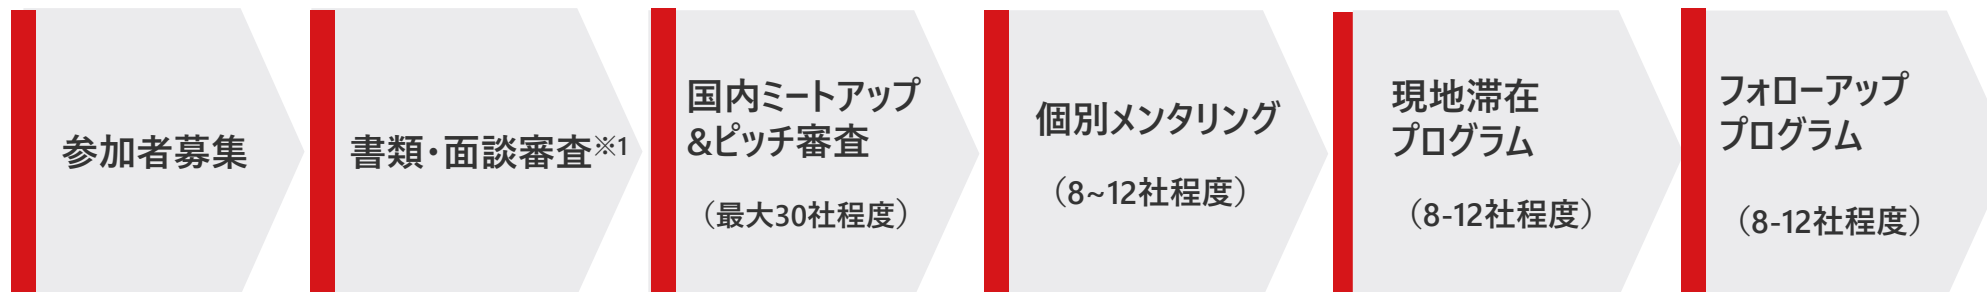 参加者募集
書類・面談審査※1
国内ミートアップ
&ピッチ審査
（最大30社程度）
個別メンタリング
（8~12社程度）
現地滞在
プログラム
（8-12社程度）
フォローアップ
プログラム
（8-12社程度）